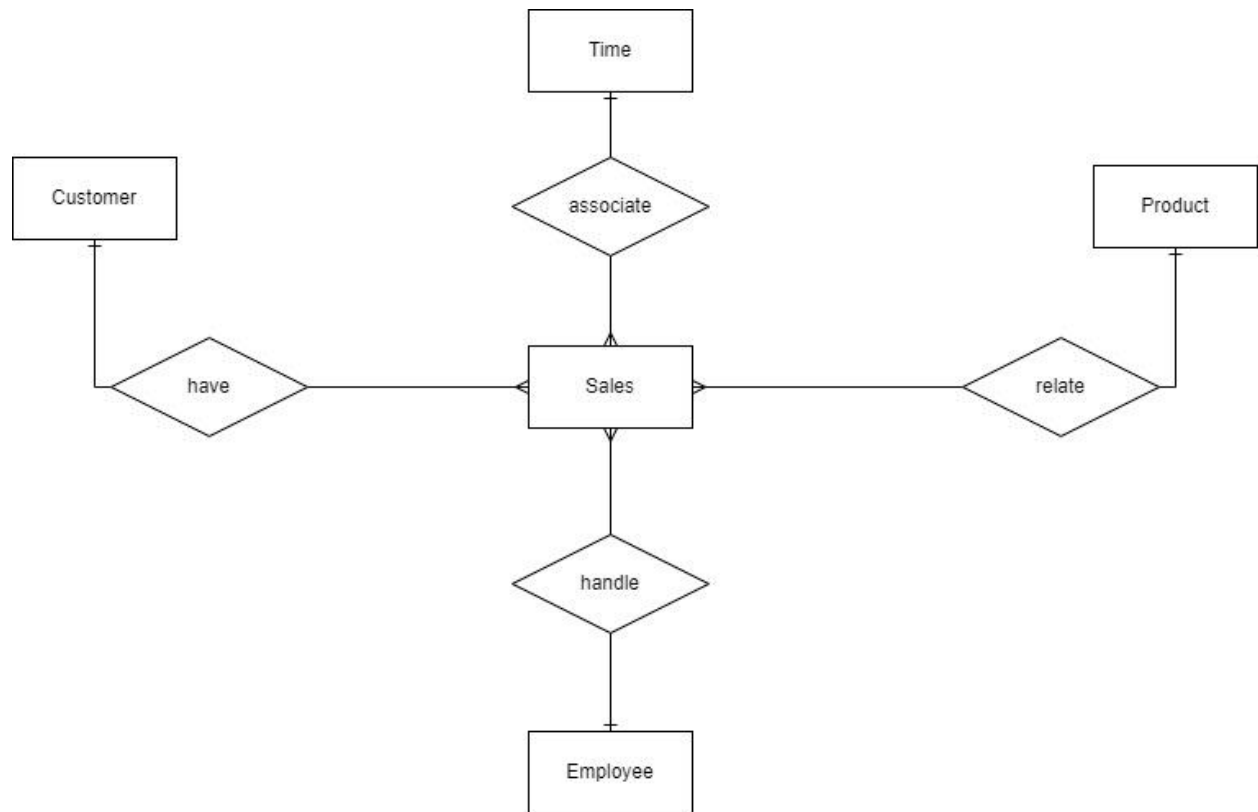 Time
Customer
associate
Product
have
Sales
relate
handle
Employee